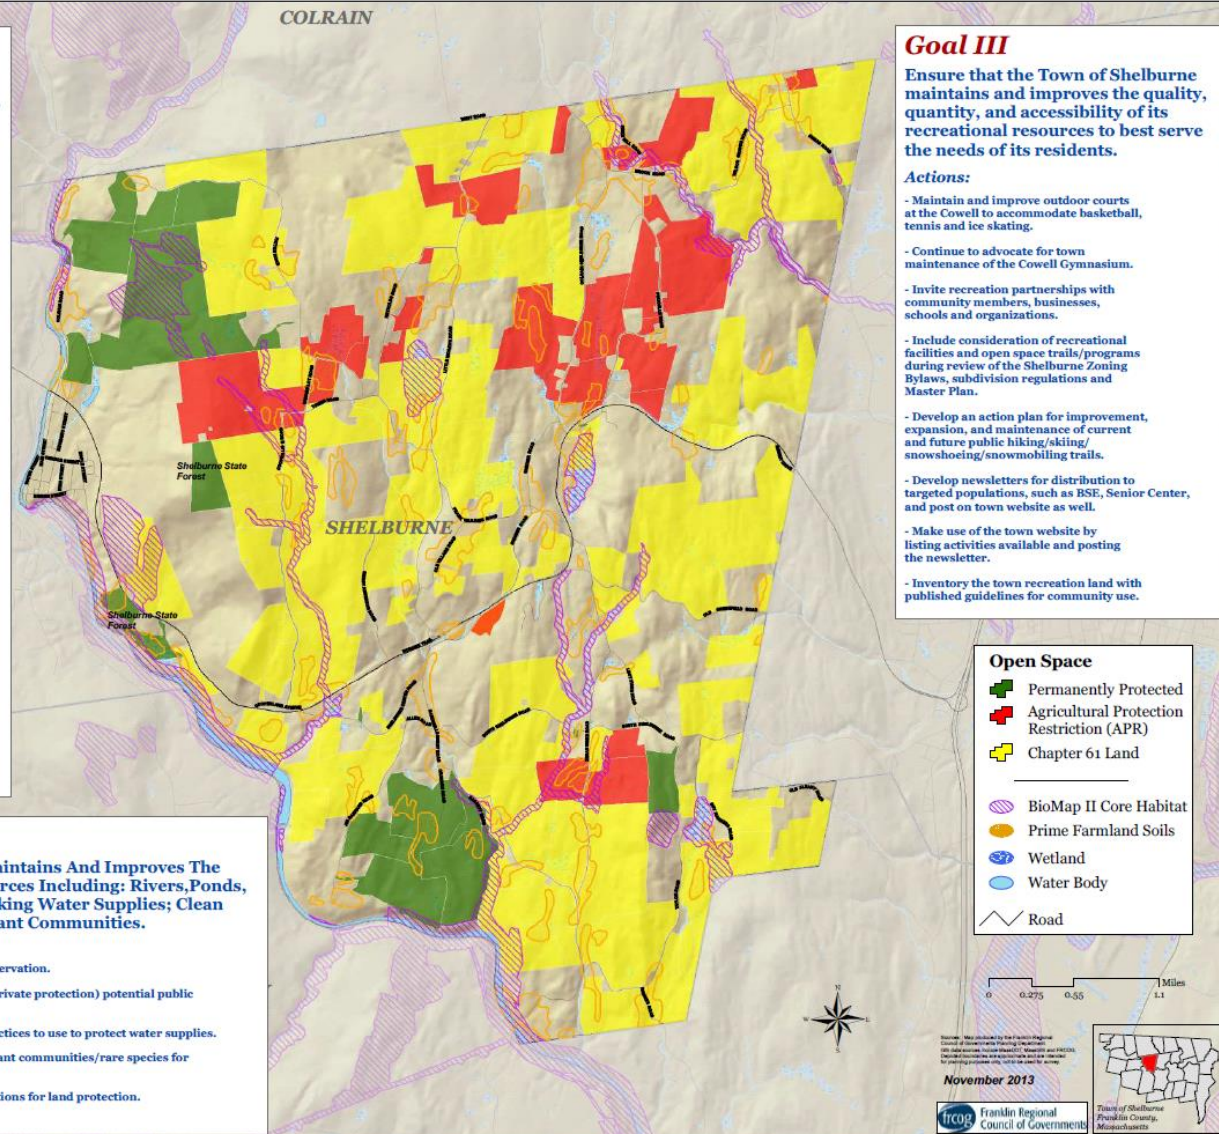 COLRAIN
Goal III
Ensure that the Town of Shelburne
maintains and improves the quality,
quantity, and accessibility of its
recreational resources to best serve
the needs of its residents.
Actions:
- Maintain and improve outdoor courts
at the Cowell to accommodate basketball,
tennis and ice skating.
- Continue to advocate for town
maintenance of the Cowell Gymnasium.
- Invite recreation partnerships with
community members, businesses,
schools and organizations.
- Include consideration of recreational
facilities and open space trails/programs
during review of the Shelburne Zoning
Bylaws, subdivision regulations and
Master Plan.
- Develop an action plan for improvement,
expansion, and maintenance of current
and future public hiking/skiing/
snowshoeing/snowmobiling trails.
- Develop newsletters for distribution to
targeted populations, such as BSE, Senior Center,
and post on town website as well.
- Make use of the town website by
listing activities available and posting
the newsletter.
- Inventory the town recreation land with
published guidelines for community use.
Shelburne State
Forest
SHELBURNE
Shelburne State
Forest
Open Space
Permanently Protected
Agricultural Protection
Restriction (APR)
Chapter 61 Land
BioMap II Core Habitat
Prime Farmland Soils
Wetland
Water Body
Road
aintains And Improves The
rces Including: Rivers,Ponds,
king Water Supplies; Clean
ant Communities.
ervation.
rivate protection) potential public
ctices to use to protect water supplies.
ant communities/rare species for
tions for land protection.
N
W E
S
Miles
0 0.275 0.55 1.1
November 2013
frcog Franklin Regional
Council of Governments
Town of Shelburne
Franklin County,
Massachusetts